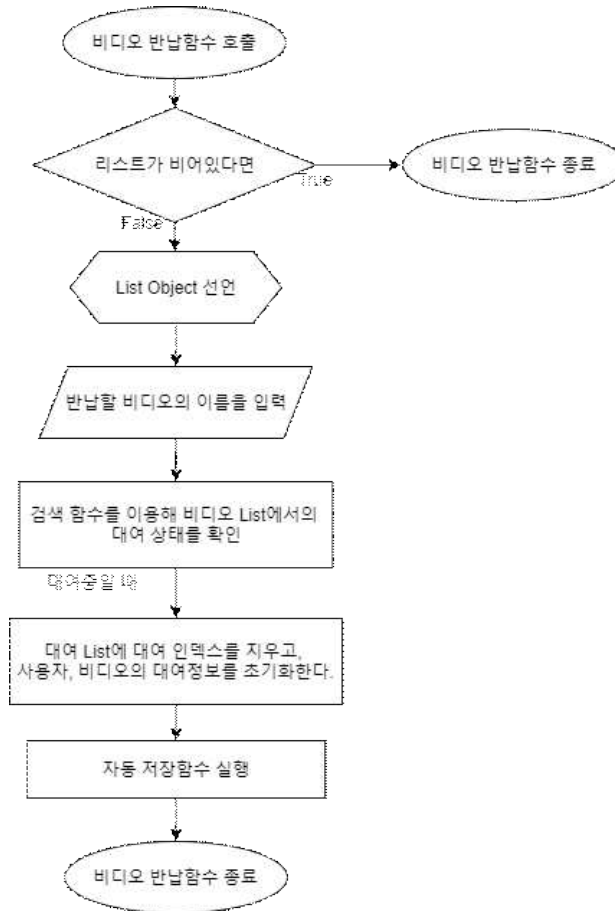 비디오 반납함수 호출
리스트가 비어있다면
비디오 반납함수 종료
True
False
List Object 선언
반납할 비디오의 이름을 입력
검색 함수를 이용해 비디오 List에서의
대여 상태를 확인
대여중일 때
대여 List에 대여 인덱스를 지우고,
사용자, 비디오의 대여정보를 초기화한다.
자동 저장함수 실행
비디오 반납함수 종료